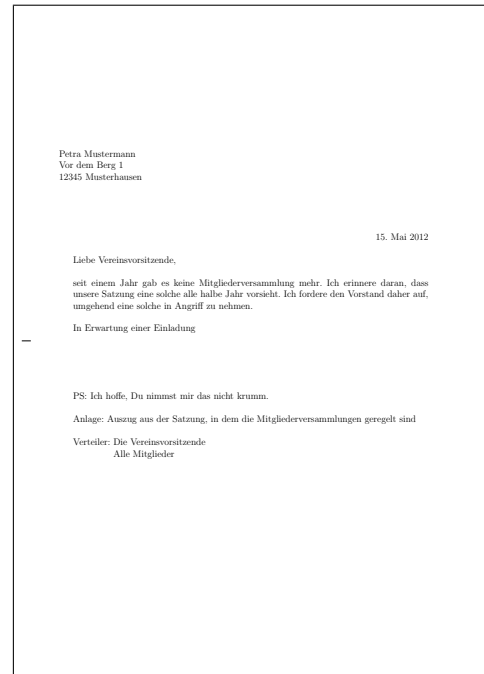 Petra Mustermann
Vor dem Berg 1
12345 Musterhausen
15. Mai 2012
Liebe Vereinsvorsitzende,
seit einem Jahr gab es keine Mitgliederversammlung mehr. Ich erinnere daran, dass
unsere Satzung eine solche alle halbe Jahr vorsieht. Ich fordere den Vorstand daher auf,
umgehend eine solche in Angriff zu nehmen.
In Erwartung einer Einladung
PS: Ich hoffe, Du nimmst mir das nicht krumm.
Anlage: Auszug aus der Satzung, in dem die Mitgliederversammlungen geregelt sind
Verteiler: Die Vereinsvorsitzende
Alle Mitglieder